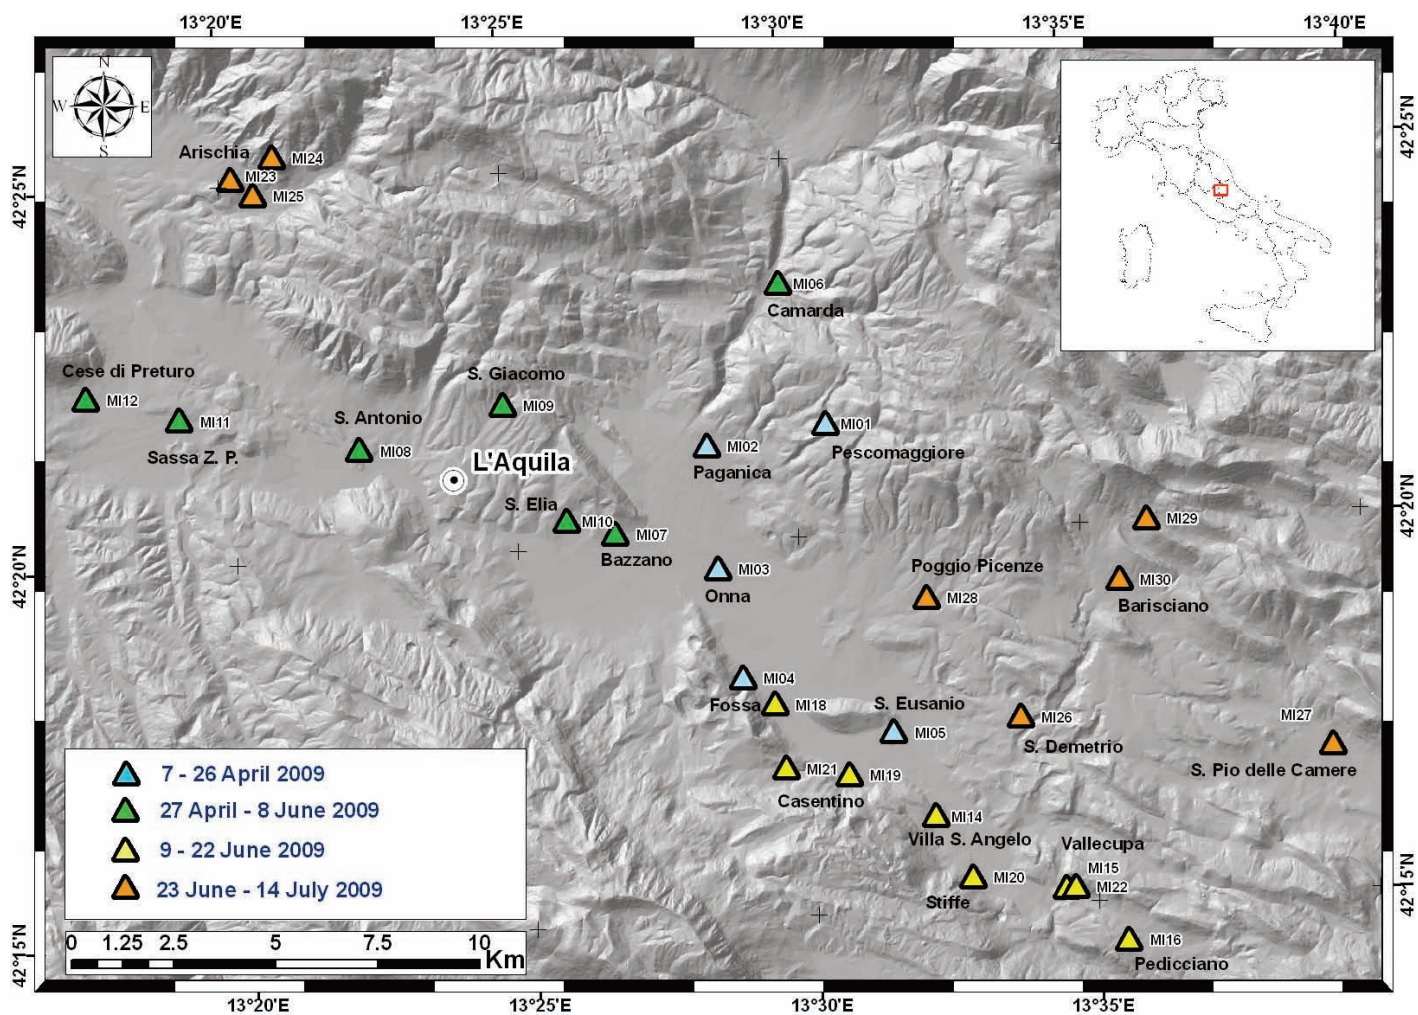 13°20'E 13°25'E 13°30'E 13°35'E 13°40'E
N
W E
S
42°25'N
42°25'N
Arischia
MI24
MI23
MI25
MI06
Camarda
Cese di Preturo
MI12
MI11
Sassa Z. P.
S. Antonio
MI08
S. Giacomo
MI09
L'Aquila
MI02
Paganica
MI01
Pescomaggiore
S. Elia
MI10
MI07
Bazzano
MI03
Onna
Poggio Picenze
MI28
MI29
MI30
Barisciano
42°20'N
42°20'N
MI04
Fossa
MI18
S. Eusanio
MI05
MI26
S. Demetrio
MI27
S. Pio delle Camere
MI21
MI19
Casentino
MI14
Villa S. Angelo
Vallecupa
MI15
MI22
MI20
Stiffe
MI16
Pedicciano
42°15'N
42°15'N
7 - 26 April 2009
27 April - 8 June 2009
9 - 22 June 2009
23 June - 14 July 2009
0 1.25 2.5 5 7.5 10
Km
13°20'E 13°25'E 13°30'E 13°35'E